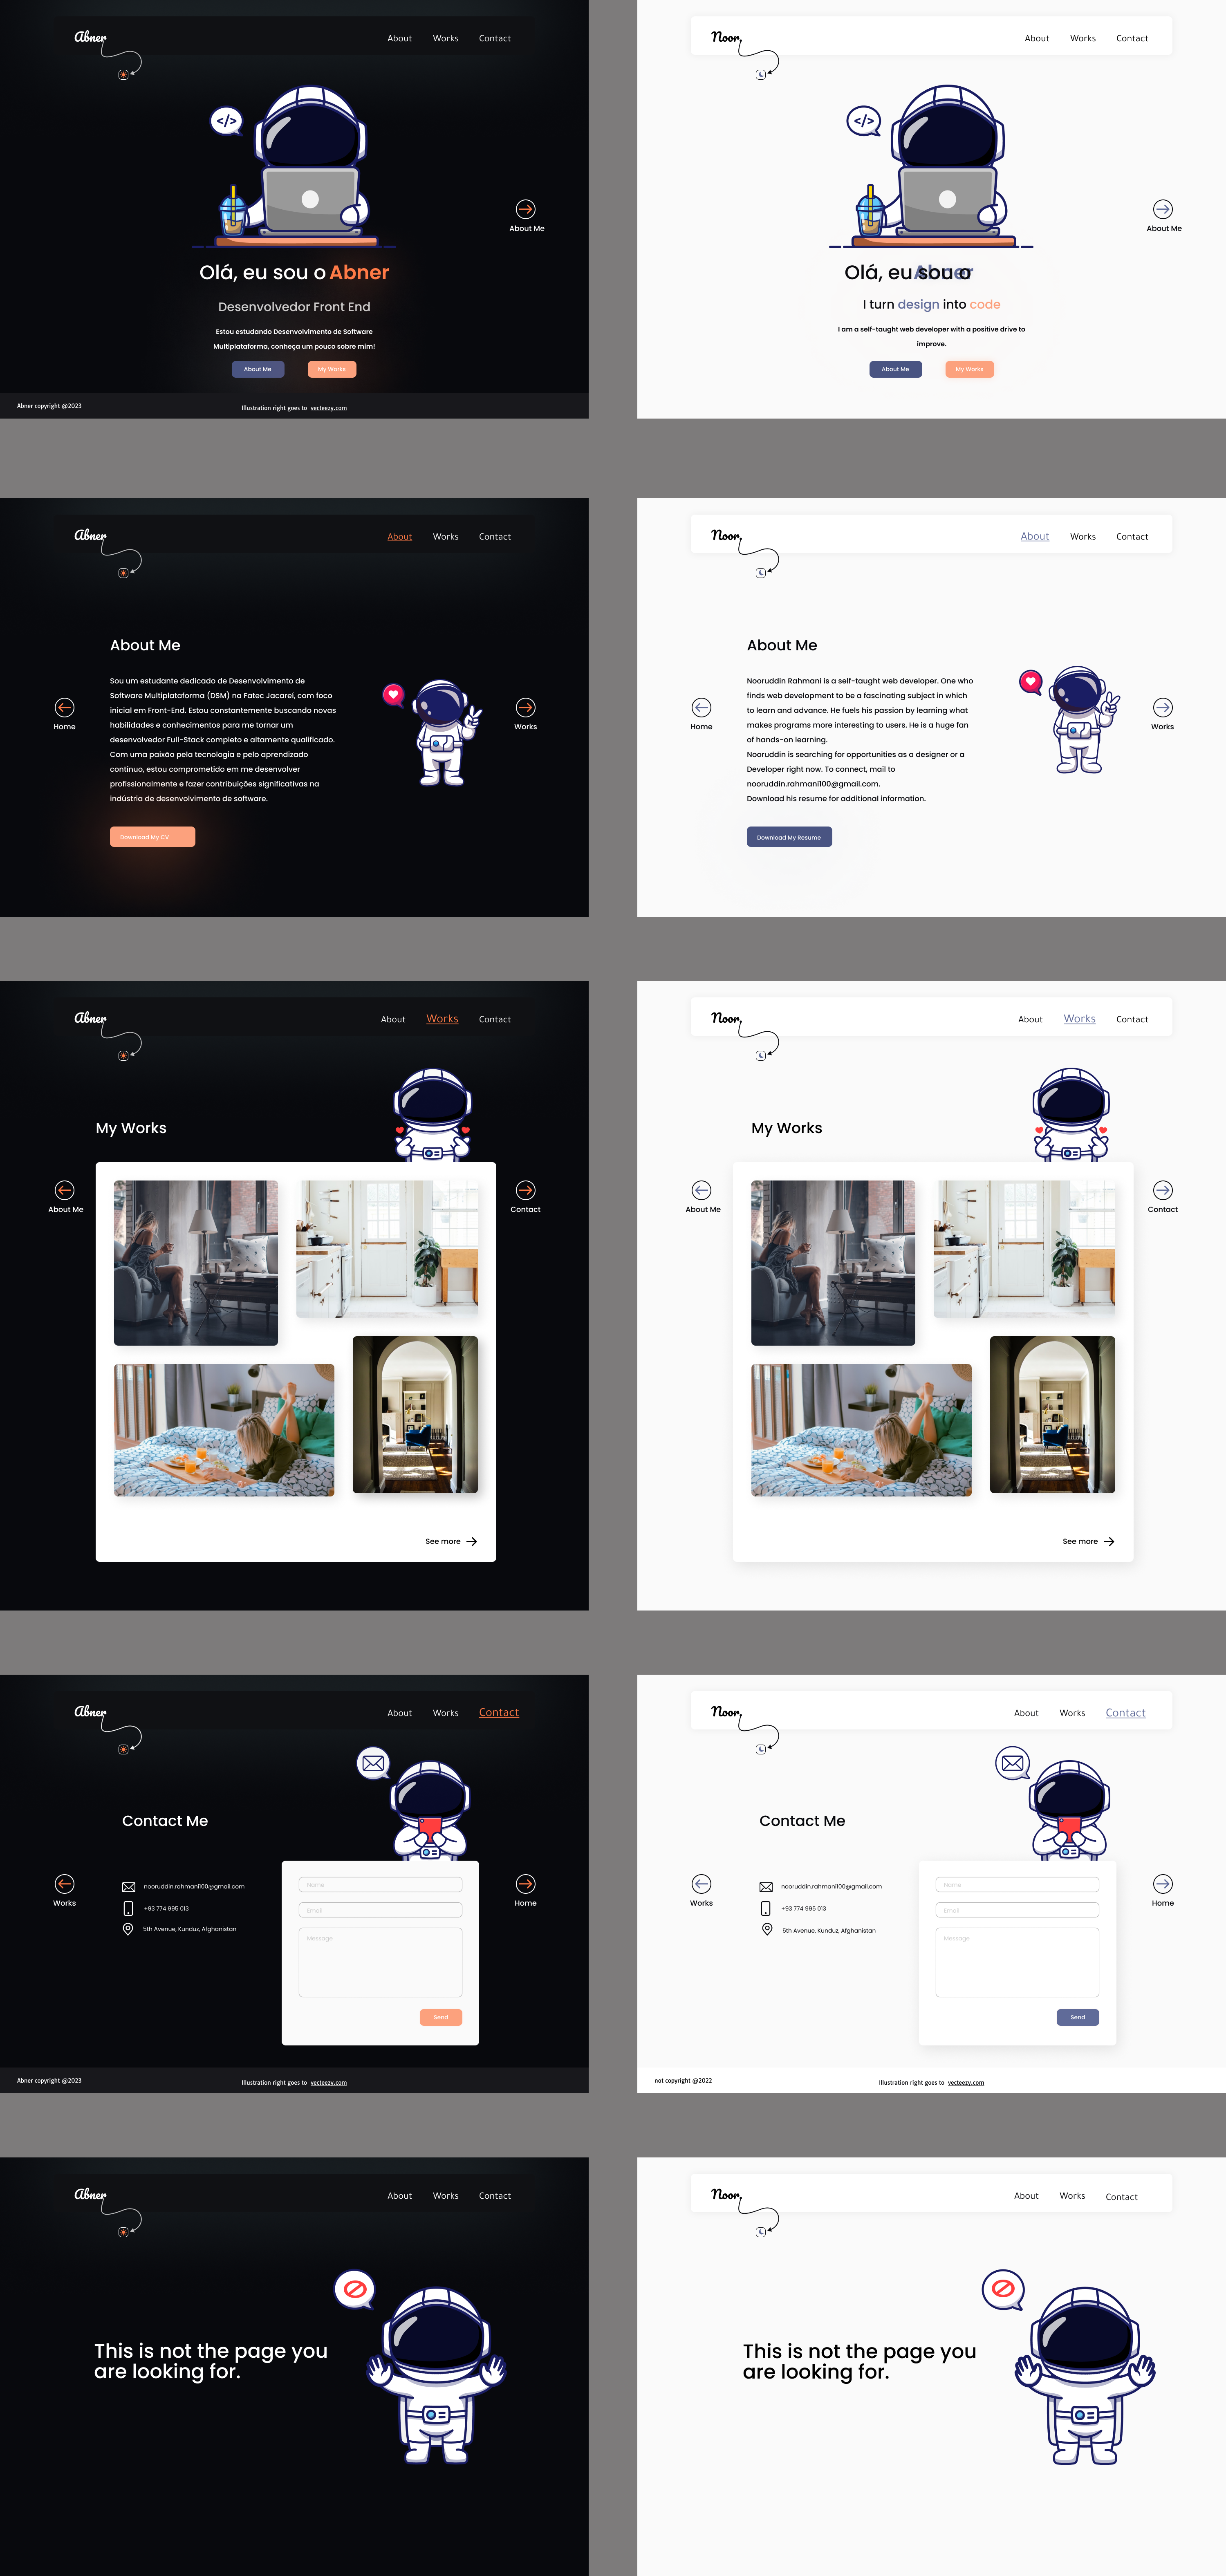 Abner
About Works Contact
</>
About Me
Olá, eu sou o Abner
Desenvolvedor Front End
Estou estudando Desenvolvimento de Software
Multiplataforma, conheça um pouco sobre mim!
About Me My Works
Abner copyright @2023 Illustration right goes to vecteezy.com
Noor.
About Works Contact
</>
About Me
Olá, eu sou o Abner
I turn design into code
I am a self-taught web developer with a positive drive to
improve.
About Me My Works
Abner
About Works Contact
About Me
Sou um estudante dedicado de Desenvolvimento de
Software Multiplataforma (DSM) na Fatec Jacareí, com foco
inicial em Front-End. Estou constantemente buscando novas
habilidades e conhecimentos para me tornar um
desenvolvedor Full-Stack completo e altamente qualificado.
Com uma paixão pela tecnologia e pelo aprendizado
contínuo, estou comprometido em me desenvolver
profissionalmente e fazer contribuições significativas na
indústria de desenvolvimento de software.
Home
Works
Download My CV
Noor.
About Works Contact
About Me
Nooruddin Rahmani is a self-taught web developer. One who
finds web development to be a fascinating subject in which
to learn and advance. He fuels his passion by learning what
makes programs more interesting to users. He is a huge fan
of hands-on learning.
Nooruddin is searching for opportunities as a designer or a
Developer right now. To connect, mail to
nooruddin.rahmani100@gmail.com.
Download his resume for additional information.
Home
Works
Download My Resume
Abner
About Works Contact
My Works
About Me
Contact
See more
Noor.
About Works Contact
My Works
About Me
Contact
See more
Abner
About Works Contact
Contact Me
Works
nooruddin.rahmani100@gmail.com
+93 774 995 013
5th Avenue, Kunduz, Afghanistan
Name
Email
Message
Send
Home
Abner copyright @2023 Illustration right goes to vecteezy.com
Noor.
About Works Contact
Contact Me
Works
nooruddin.rahmani100@gmail.com
+93 774 995 013
5th Avenue, Kunduz, Afghanistan
Name
Email
Message
Send
Home
not copyright @2022 Illustration right goes to vecteezy.com
Abner
About Works Contact
This is not the page you
are looking for.
Noor.
About Works Contact
This is not the page you
are looking for.